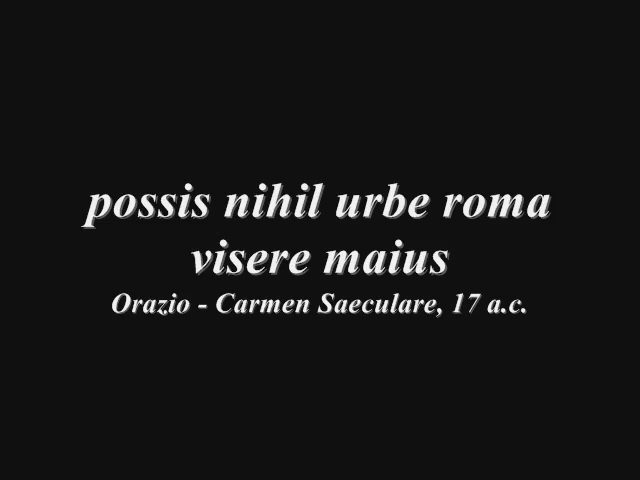 possis nihil urbe roma
visere maius
Orazio - Carmen Saeculare, 17 a.c.